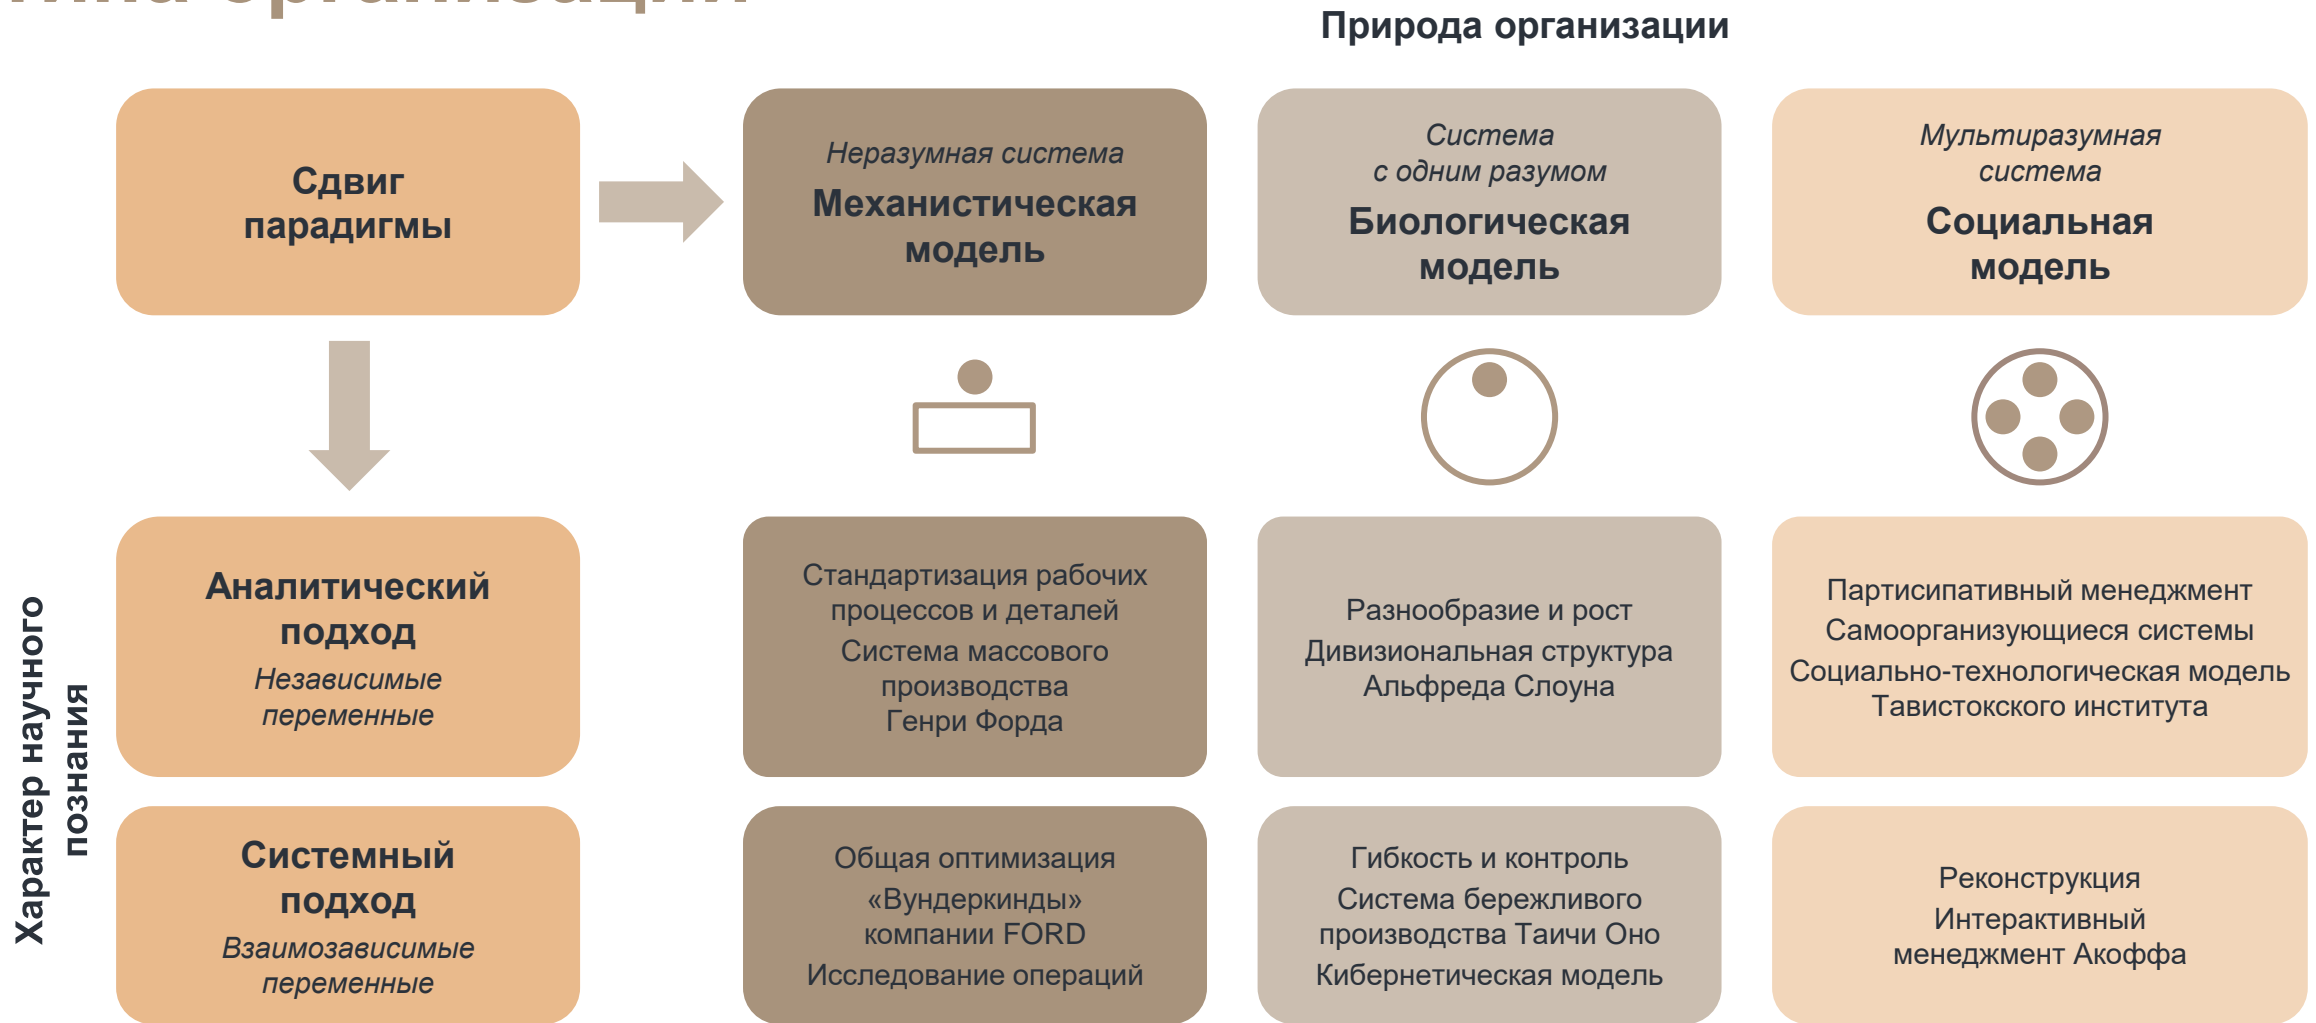 Природа организации
Сдвиг
парадигмы
Неразумная система
Механистическая
модель
Система
с одним разумом
Биологическая
модель
Мультиразумная
система
Социальная
модель
Характер научного
познания
Аналитический
подход
Независимые
переменные
Стандартизация рабочих
процессов и деталей
Система массового
производства
Генри Форда
Разнообразие и рост
Дивизиональная структура
Альфреда Слоуна
Партисипативный менеджмент
Самоорганизующиеся системы
Социально-технологическая модель
Тавистокского института
Системный
подход
Взаимозависимые
переменные
Общая оптимизация
«Вундеркинды»
компании FORD
Исследование операций
Гибкость и контроль
Система бережливого
производства Таичи Оно
Кибернетическая модель
Реконструкция
Интерактивный
менеджмент Акоффа